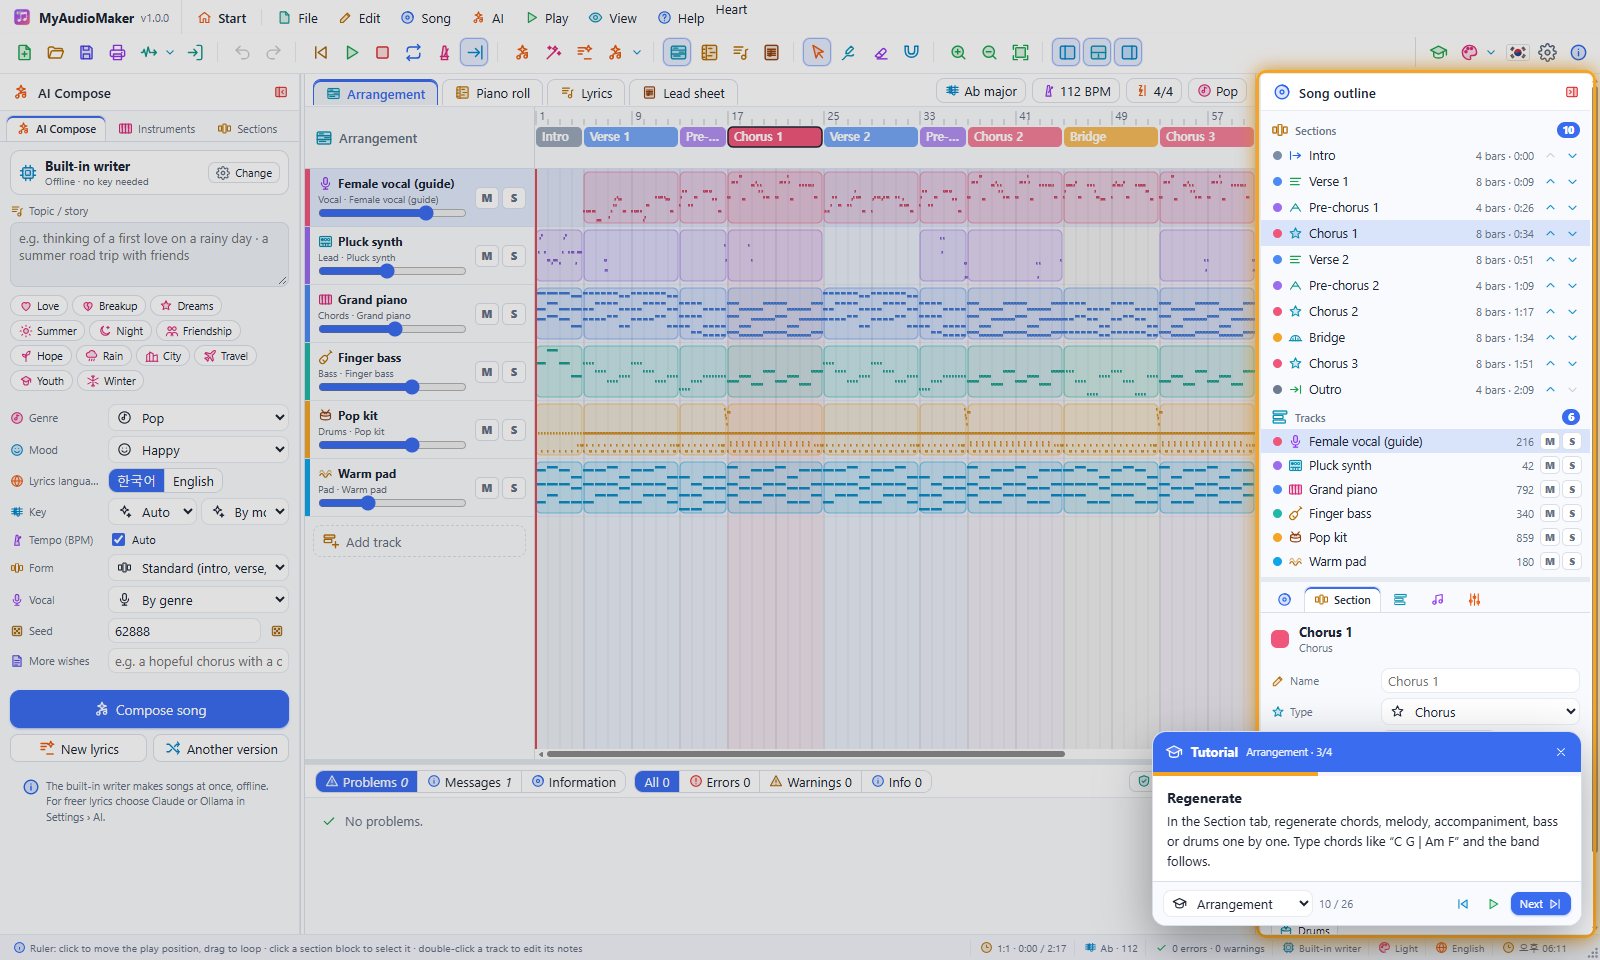 MyAudioMaker v1.0.0
Start
File
Edit
Song
AI
Play
View
Help
Heart
AI Compose
AI Compose
Instruments
Sections
Built-in writer
Offline · no key needed
Change
Topic / story
e.g. thinking of a first love on a rainy day · a
summer road trip with friends
Love
Breakup
Dreams
Summer
Night
Friendship
Hope
Rain
City
Travel
Youth
Winter
Genre
Pop
Mood
Happy
Lyrics langua...
한국어
English
Key
Auto
By mo
Tempo (BPM)
Auto
Form
Standard (intro, verse,
Vocal
By genre
Seed
62888
More wishes
e.g. a hopeful chorus with a c
Compose song
New lyrics
Another version
The built-in writer makes songs at once, offline.
For freer lyrics choose Claude or Ollama in
Settings › AI.
Arrangement
Piano roll
Lyrics
Lead sheet
Ab major
112 BPM
4/4
Pop
Arrangement
1 9 17 25 33 41 49 57
Intro
Verse 1
Pre-...
Chorus 1
Verse 2
Pre-...
Chorus 2
Bridge
Chorus 3
Female vocal (guide)
Vocal · Female vocal (guide)
M S
Pluck synth
Lead · Pluck synth
M S
Grand piano
Chords · Grand piano
M S
Finger bass
Bass · Finger bass
M S
Pop kit
Drums · Pop kit
M S
Warm pad
Pad · Warm pad
M S
Add track
Problems 0
Messages 1
Information
All 0
Errors 0
Warnings 0
Info 0
No problems.
Song outline
Sections 10
Intro 4 bars · 0:00
Verse 1 8 bars · 0:09
Pre-chorus 1 4 bars · 0:26
Chorus 1 8 bars · 0:34
Verse 2 8 bars · 0:51
Pre-chorus 2 4 bars · 1:09
Chorus 2 8 bars · 1:17
Bridge 8 bars · 1:34
Chorus 3 8 bars · 1:51
Outro 4 bars · 2:09
Tracks 6
Female vocal (guide) 216 M S
Pluck synth 42 M S
Grand piano 792 M S
Finger bass 340 M S
Pop kit 859 M S
Warm pad 180 M S
Section
Chorus 1
Chorus
Name
Chorus 1
Type
Chorus
Tutorial Arrangement · 3/4
Regenerate
In the Section tab, regenerate chords, melody, accompaniment, bass
or drums one by one. Type chords like “C G | Am F” and the band
follows.
Arrangement
10 / 26
Next
Drums
Ruler: click to move the play position, drag to loop · click a section block to select it · double-click a track to edit its notes
1:1 · 0:00 / 2:17
Ab · 112
0 errors · 0 warnings
Built-in writer
Light
English
오후 06:11